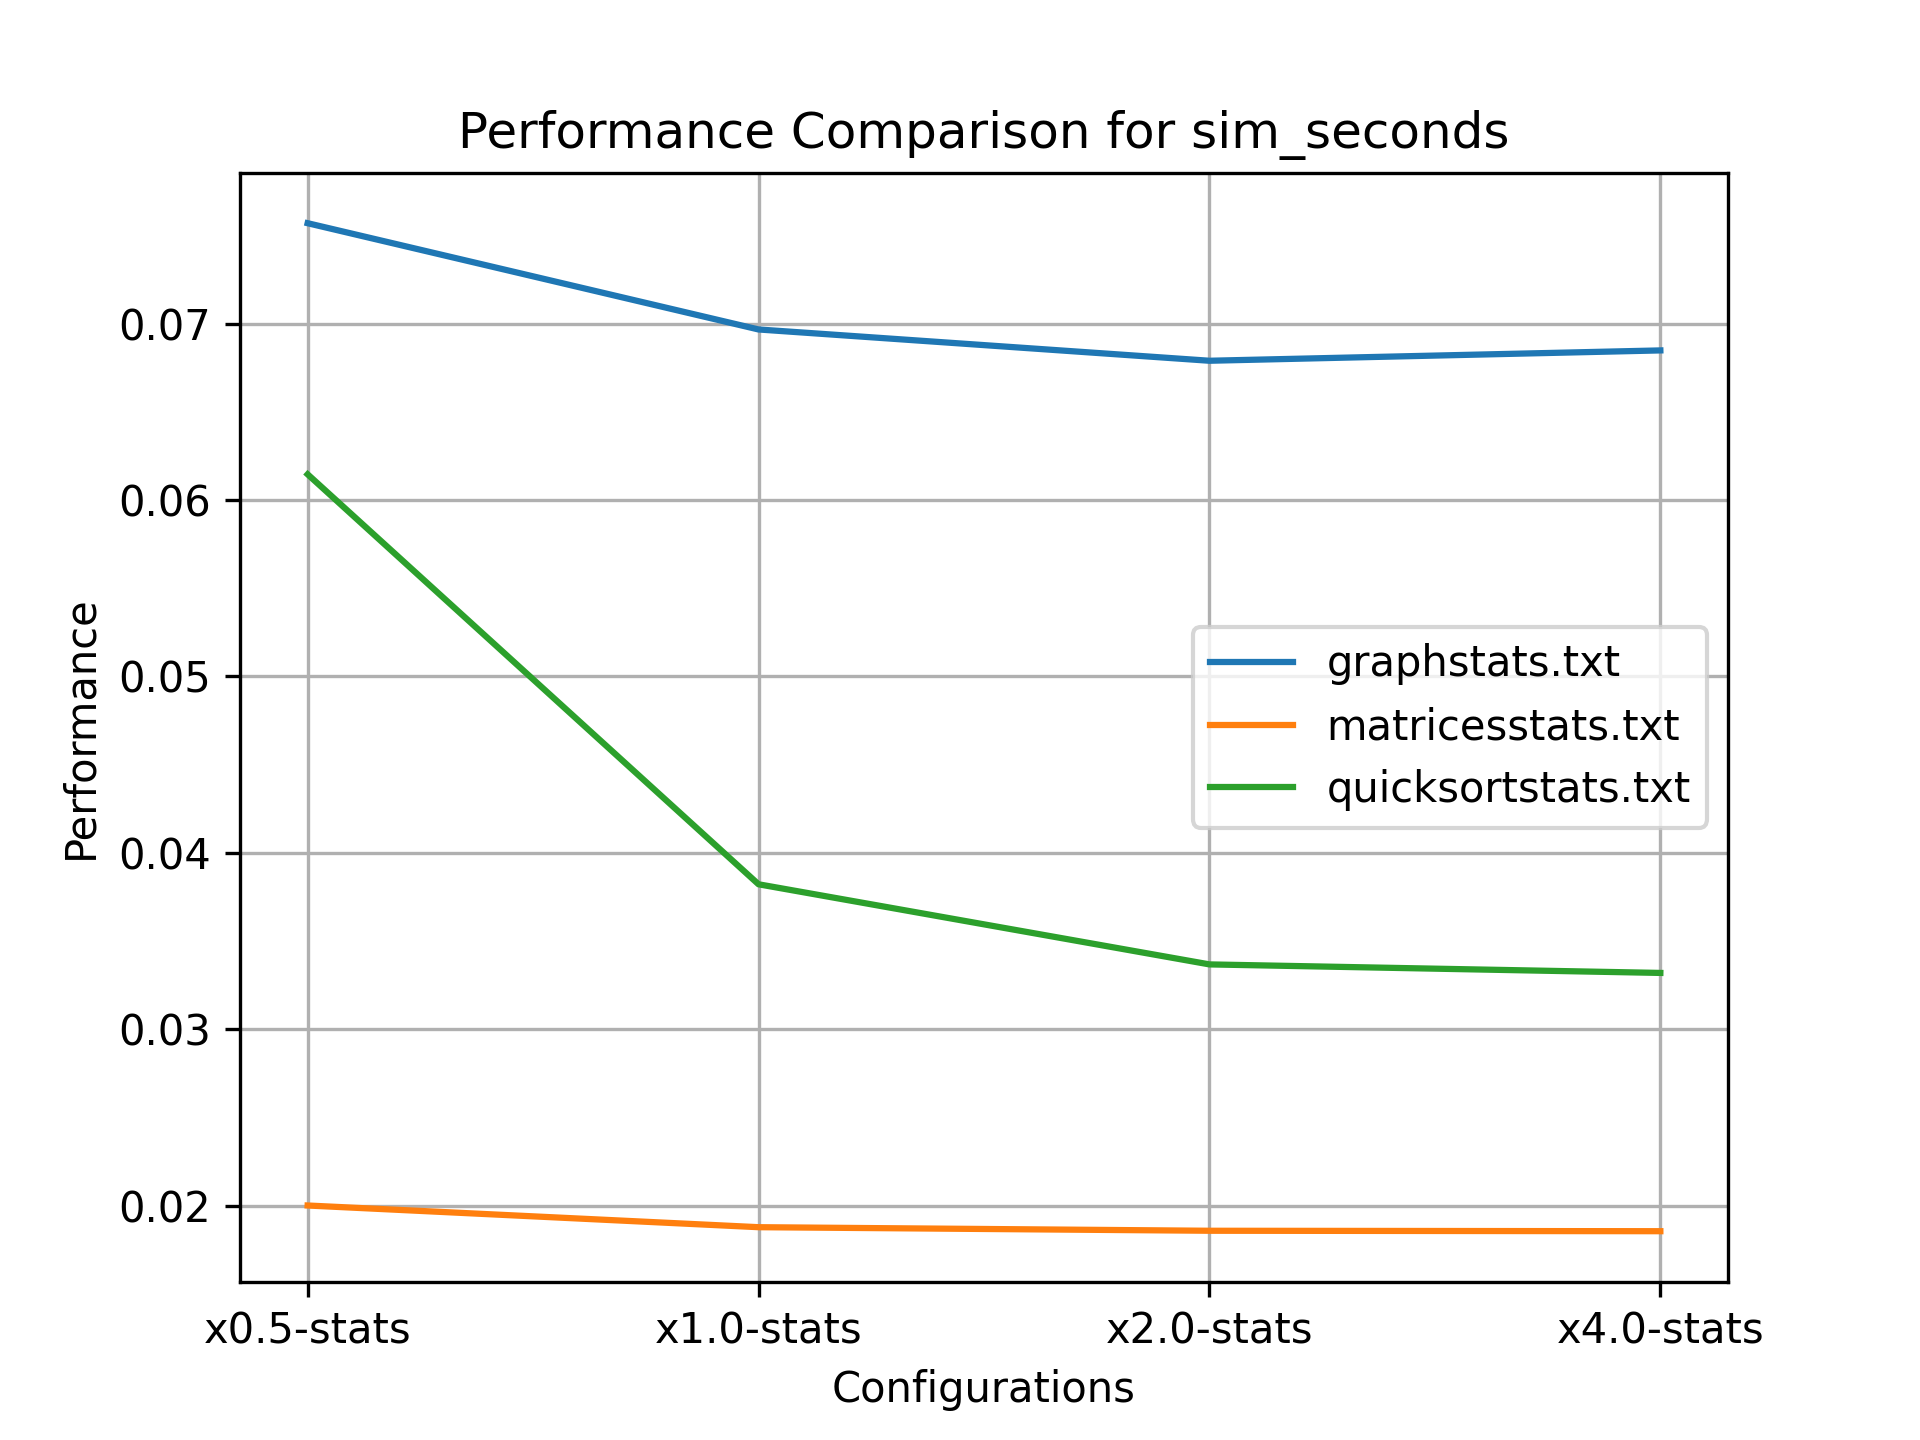 Performance Comparison for sim_seconds
0.07
0.06
0.05
0.04
0.03
0.02
Performance
graphstats.txt
matricesstats.txt
quicksortstats.txt
x0.5-stats x1.0-stats x2.0-stats x4.0-stats
Configurations